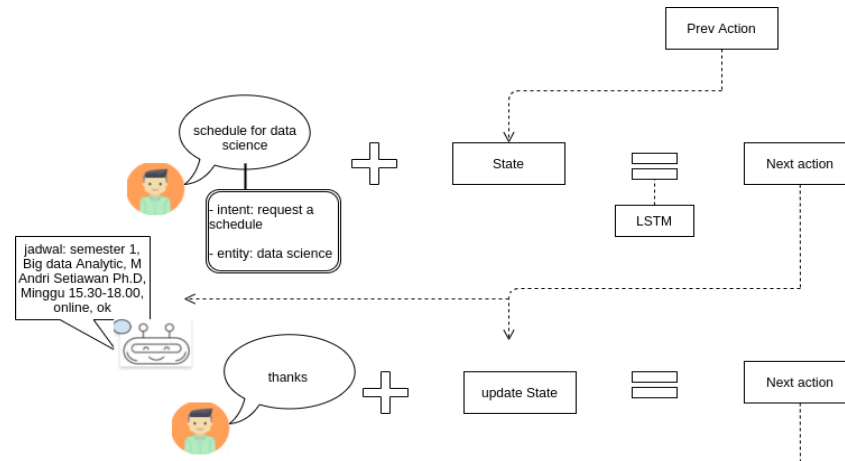 Prev Action
schedule for data
science
State
Next action
- intent: request a
schedule
- entity: data science
LSTM
jadwal: semester 1,
Big data Analytic, M
Andri Setiawan Ph.D,
Minggu 15.30-18.00,
online, ok
thanks
update State
Next action